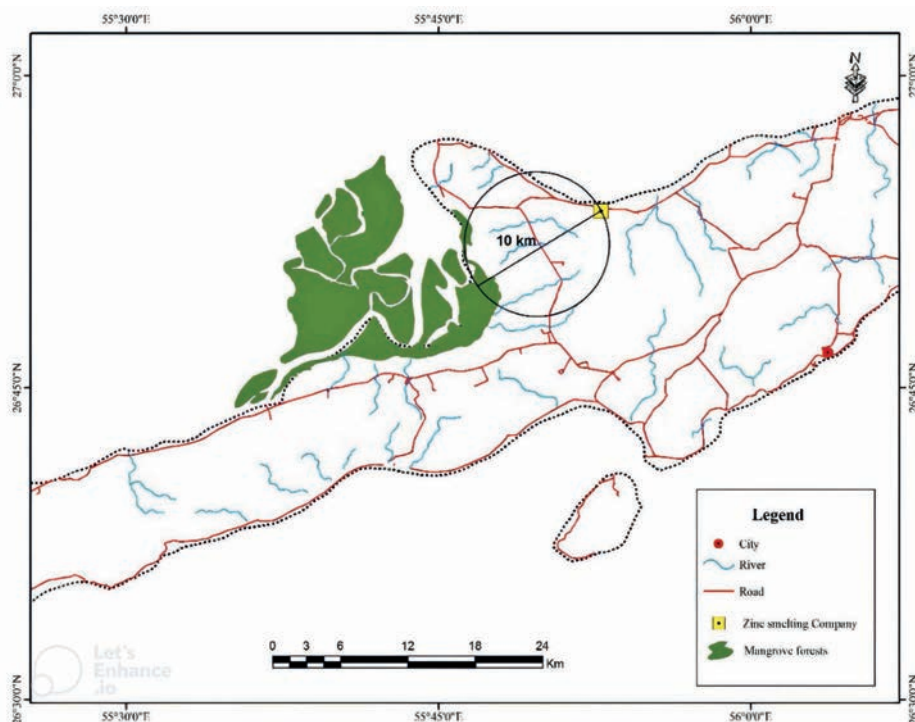 55°30'0"E
55°45'0"E
56°0'0"E
27°0'0"N
27°0'0"N
N
10 km
26°45'0"N
26°45'0"N
Legend
City
River
Road
Zinc smelting Company
Mangrove forests
0 3 6 12 18 24
Km
Let's
Enhance
.io
26°30'0"N
26°30'0"N
55°30'0"E
55°45'0"E
56°0'0"E